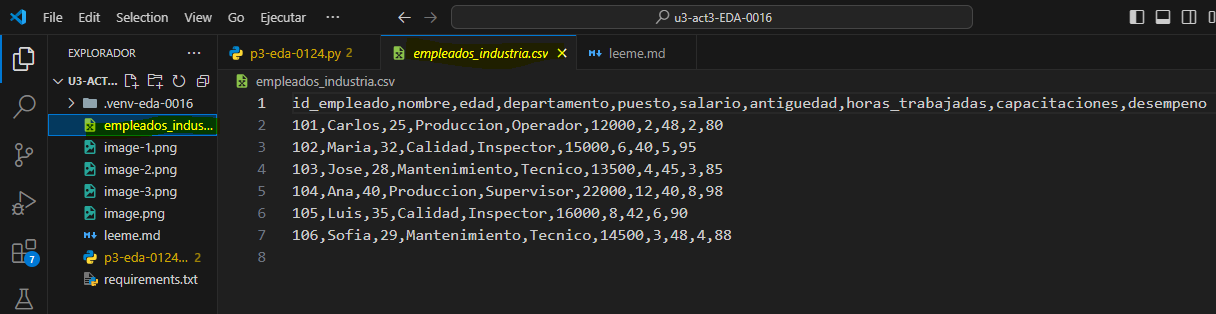 File Edit Selection View Go Ejecutar ... u3-act3-EDA-0016
EXPLORADOR ...
p3-eda-0124.py 2 empleados_industria.csv leeme.md
U3-ACT...
empleados_industria.csv
.venv-eda-0016
empleados_indus...
image-1.png
image-2.png
image-3.png
image.png
leeme.md
p3-eda-0124... 2
requirements.txt
7
1 id_empleado,nombre,edad,departamento,puesto,salario,antiguedad,horas_trabajadas,capacitaciones,desempeno
2 101,Carlos,25,Produccion,Operador,12000,2,48,2,80
3 102,Maria,32,Calidad,Inspector,15000,6,40,5,95
4 103,Jose,28,Mantenimiento,Tecnico,13500,4,45,3,85
5 104,Ana,40,Produccion,Supervisor,22000,12,40,8,98
6 105,Luis,35,Calidad,Inspector,16000,8,42,6,90
7 106,Sofia,29,Mantenimiento,Tecnico,14500,3,48,4,88
8